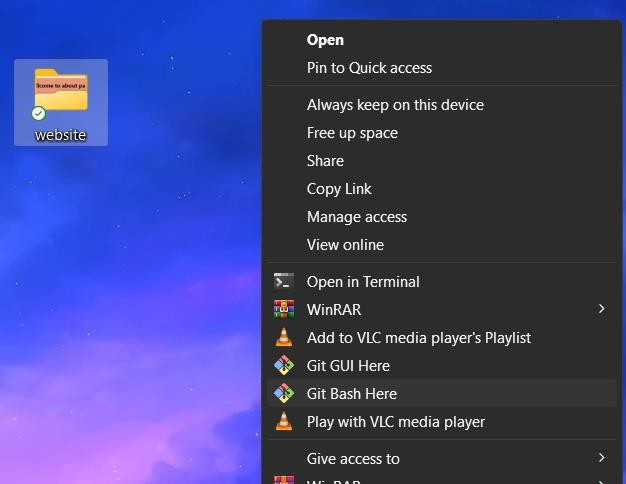 llcome to about pa
website
Open
Pin to Quick access
Always keep on this device
Free up space
Share
Copy Link
Manage access
View online
Open in Terminal
WinRAR
Add to VLC media player's Playlist
Git GUI Here
Git Bash Here
Play with VLC media player
Give access to
WinRAR